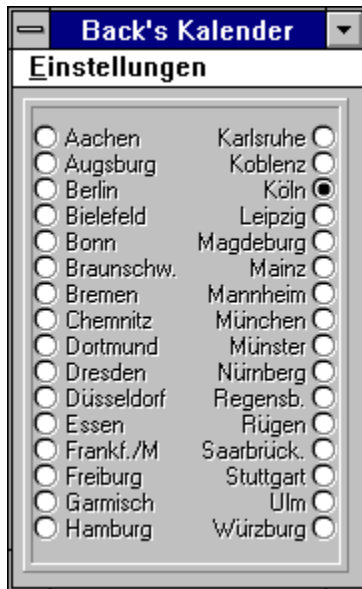 Back's Kalender
Einstellungen
Aachen Karlsruhe
Augsburg Koblenz
Berlin Köln
Bielefeld Leipzig
Bonn Magdeburg
Braunschw. Mainz
Bremen Mannheim
Chemnitz München
Dortmund Münster
Dresden Nürnberg
Düsseldorf Regensb.
Essen Rügen
Frankf./M Saarbrück.
Freiburg Stuttgart
Garmisch Ulm
Hamburg Würzburg